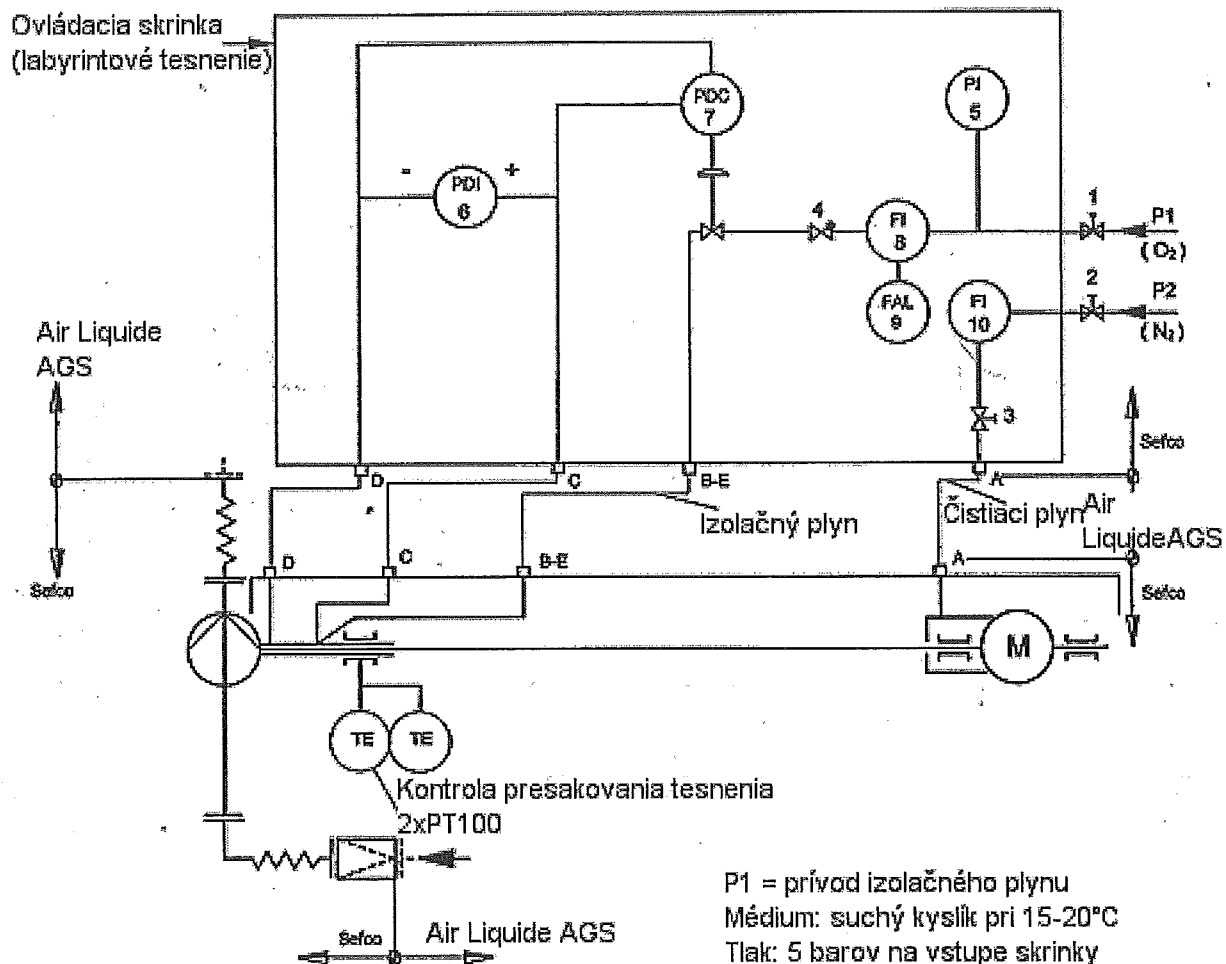 Ovládacia skrinka
(labyrintové tesnenie)
PDC
7
PI
5
-
+
PDI
6
4
FI
8
1
P1
(O₂)
FAL
9
FI
10
2
P2
(N₂)
3
Air Liquide
AGS
Sefco
D
C
B-E
A
Sefco
Izolačný plyn
Čistiaci plyn
Air
LiquideAGS
D
C
B-E
A
Sefco
M
TE
TE
Kontrola presakovania tesnenia
2xPT100
Sefco
Air Liquide AGS
P1 = prívod izolačného plynu
Médium: suchý kyslík pri 15-20°C
Tlak: 5 barov na vstupe skrinky